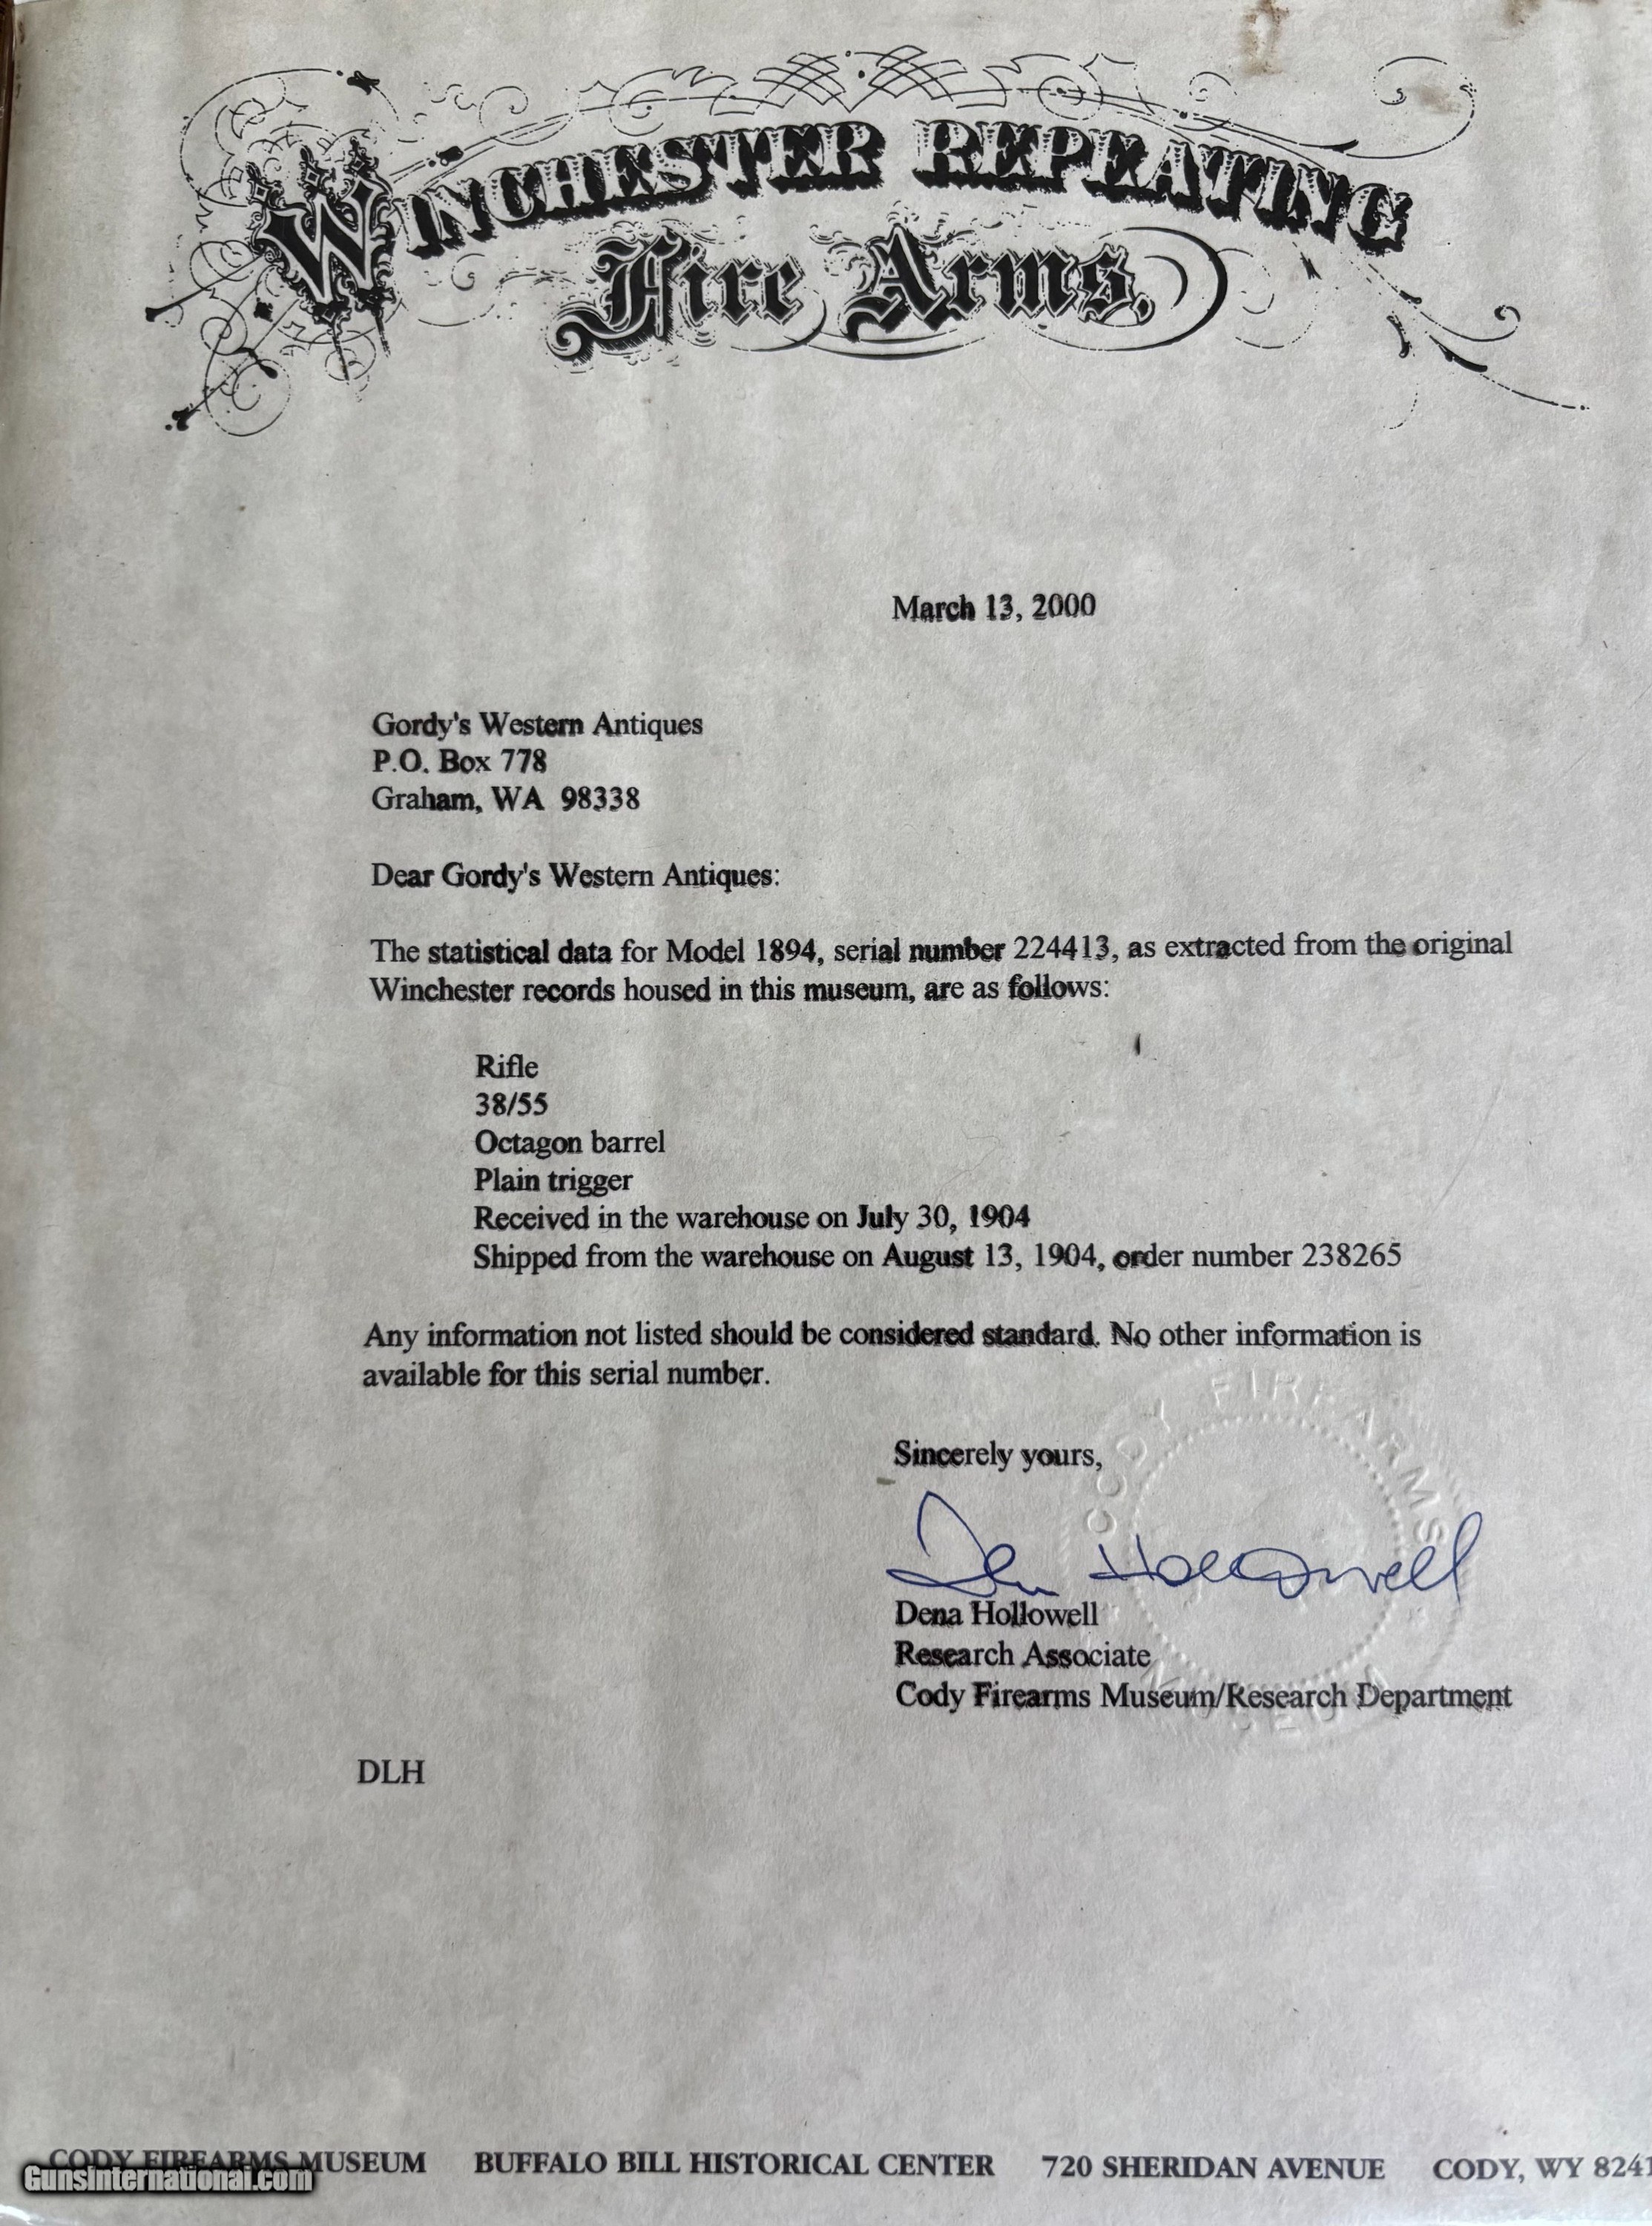 WINCHESTER REPEATING
Fire Arms,
March 13, 2000
Gordy's Western Antiques
P.O. Box 778
Graham, WA 98338
Dear Gordy's Western Antiques:
The statistical data for Model 1894, serial number 224413, as extracted from the original
Winchester records housed in this museum, are as follows:
Rifle
38/55
Octagon barrel
Plain trigger
Received in the warehouse on July 30, 1904
Shipped from the warehouse on August 13, 1904, order number 238265
Any information not listed should be considered standard. No other information is
available for this serial number.
CODY FIREARMS
MUSEUM
Sincerely yours,
Den Hollowell
Dena Hollowell
Research Associate
Cody Firearms Museum/Research Department
DLH
CODY FIREARMS MUSEUM BUFFALO BILL HISTORICAL CENTER 720 SHERIDAN AVENUE CODY, WY 8241
GunsInternational.com